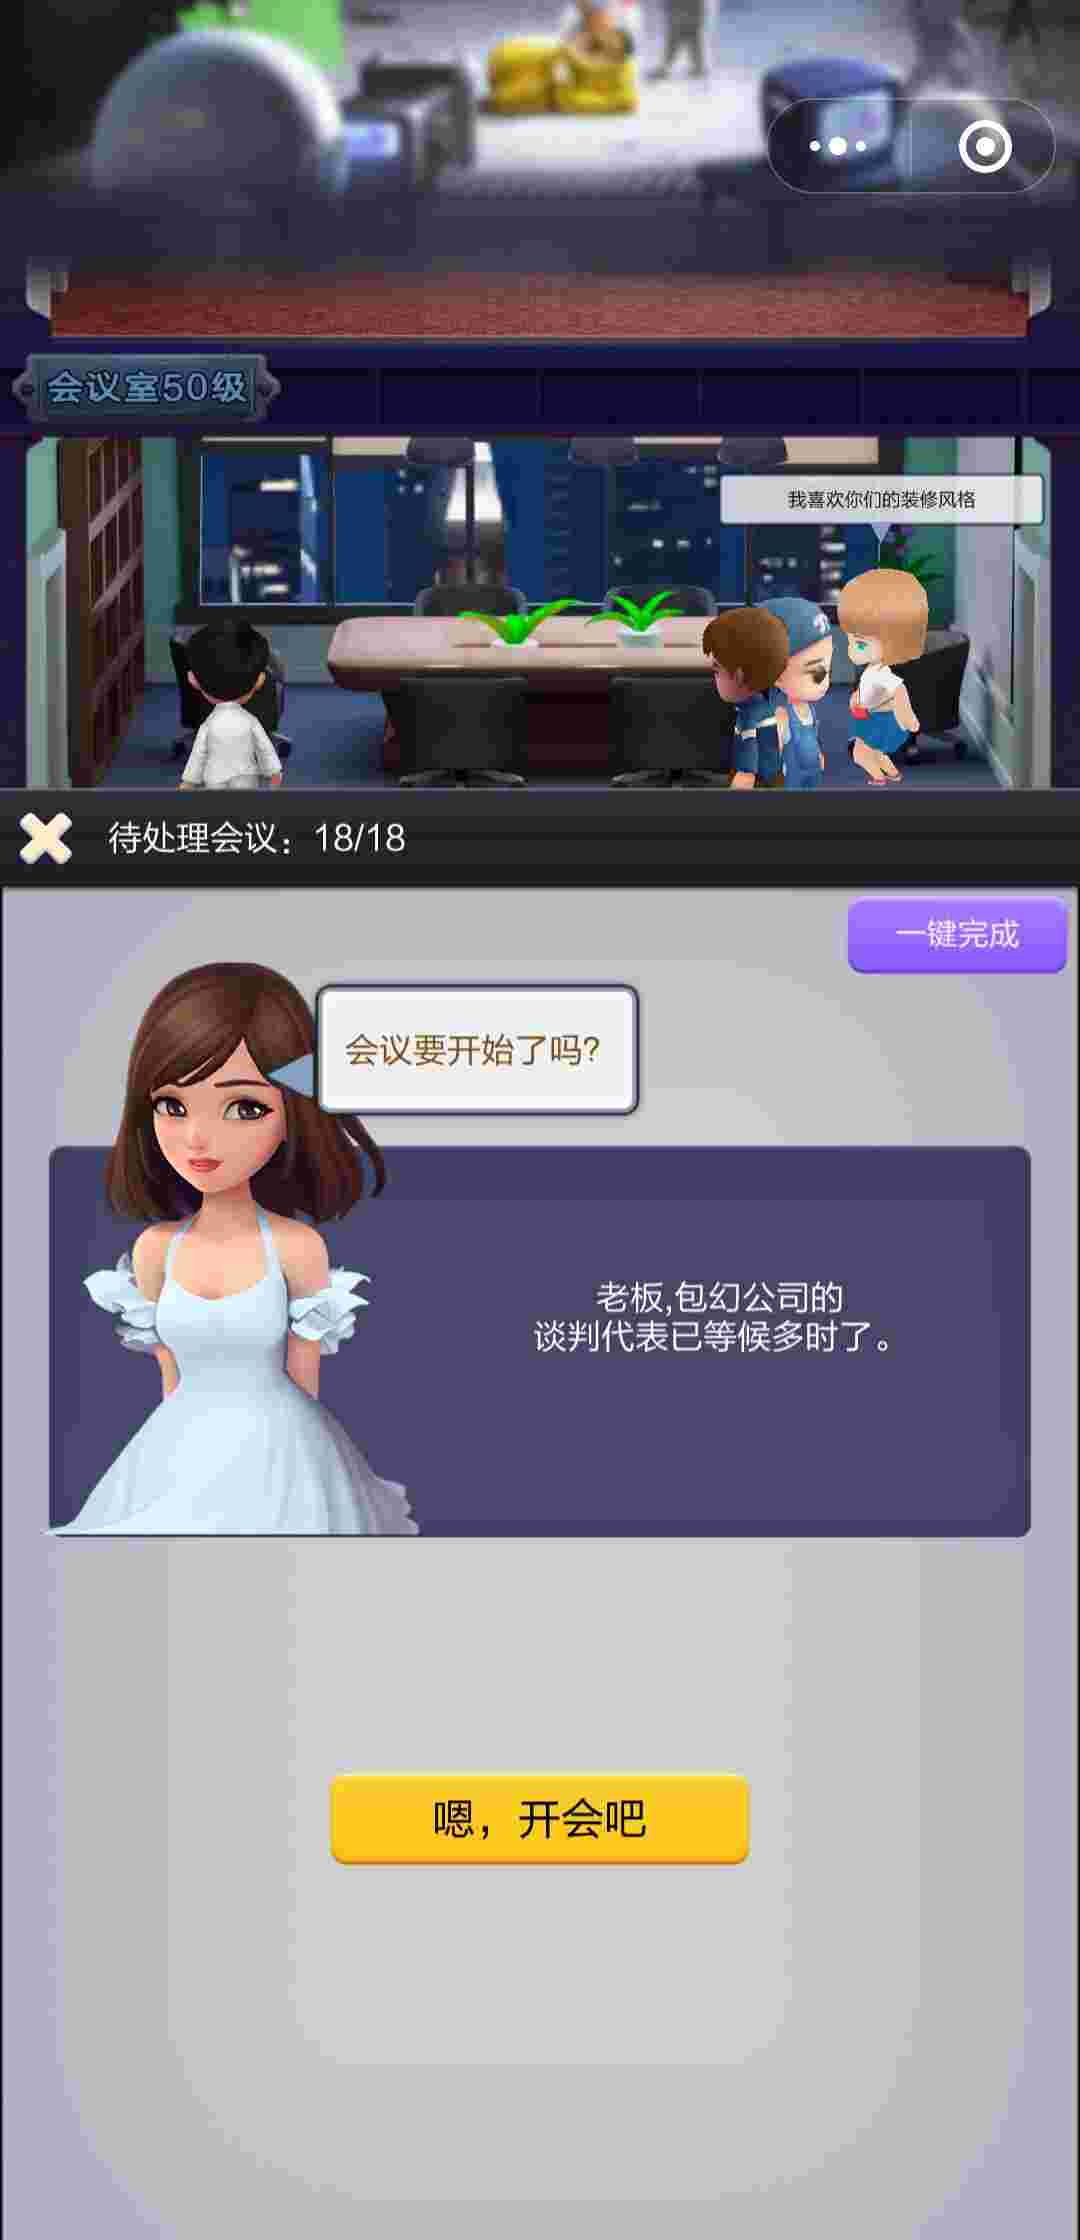 会议室50级
我喜欢你们的装修风格
待处理会议：18/18
一键完成
会议要开始了吗？
老板,包幻公司的
谈判代表已等候多时了。
嗯，开会吧